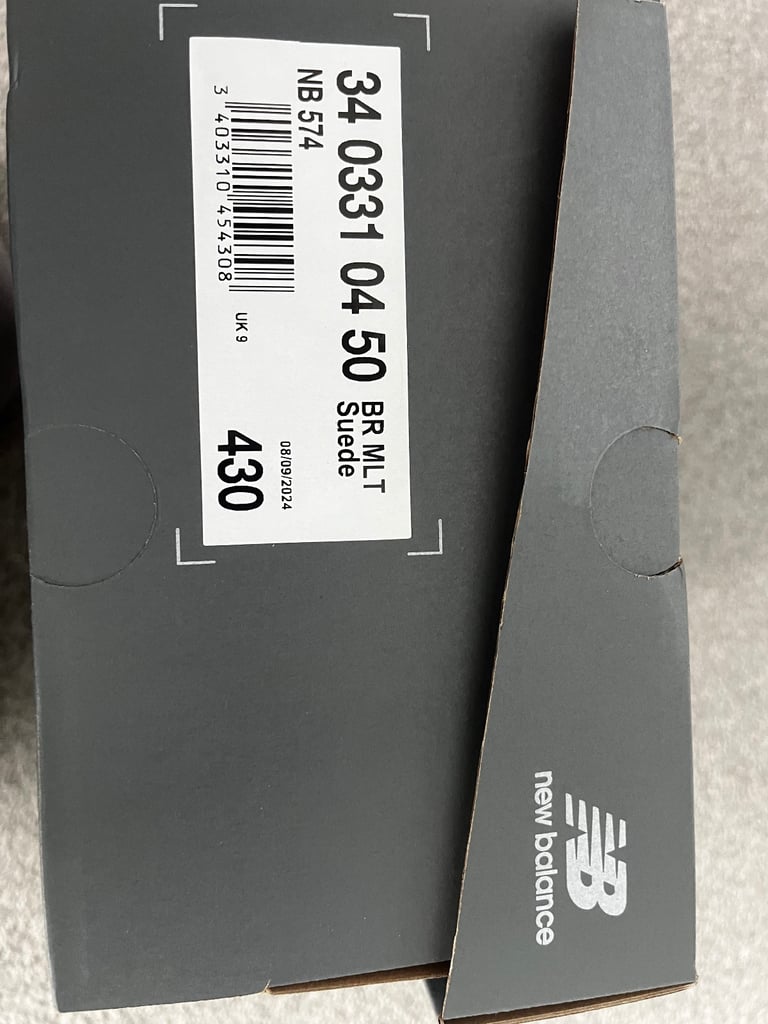 34 0331 04 50 BR MLT
Suede
NB 574
3 403310 454308
UK 9
08/09/2024
430
NB
new balance